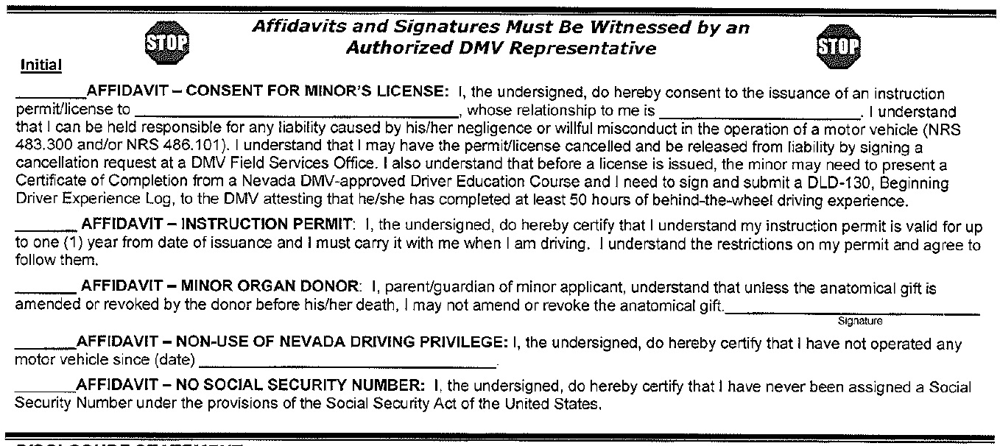 Affidavits and Signatures Must Be Witnessed by an
STOP STOP
Authorized DMV Representative
Initial
________AFFIDAVIT – CONSENT FOR MINOR'S LICENSE: I, the undersigned, do hereby consent to the issuance of an instruction
permit/license to ______________________________________, whose relationship to me is ________________________. I understand
that I can be held responsible for any liability caused by his/her negligence or willful misconduct in the operation of a motor vehicle (NRS
483.300 and/or NRS 486.101). I understand that I may have the permit/license cancelled and be released from liability by signing a
cancellation request at a DMV Field Services Office. I also understand that before a license is issued, the minor may need to present a
Certificate of Completion from a Nevada DMV-approved Driver Education Course and I need to sign and submit a DLD-130, Beginning
Driver Experience Log, to the DMV attesting that he/she has completed at least 50 hours of behind-the-wheel driving experience.
_______ AFFIDAVIT – INSTRUCTION PERMIT: I, the undersigned, do hereby certify that I understand my instruction permit is valid for up
to one (1) year from date of issuance and I must carry it with me when I am driving. I understand the restrictions on my permit and agree to
follow them.
_______ AFFIDAVIT – MINOR ORGAN DONOR: I, parent/guardian of minor applicant, understand that unless the anatomical gift is
amended or revoked by the donor before his/her death, I may not amend or revoke the anatomical gift.______________________________
Signature
_______AFFIDAVIT – NON-USE OF NEVADA DRIVING PRIVILEGE: I, the undersigned, do hereby certify that I have not operated any
motor vehicle since (date) ___________________________________.
_______AFFIDAVIT – NO SOCIAL SECURITY NUMBER: I, the undersigned, do hereby certify that I have never been assigned a Social
Security Number under the provisions of the Social Security Act of the United States.
DISCLOSURE STATEMENT